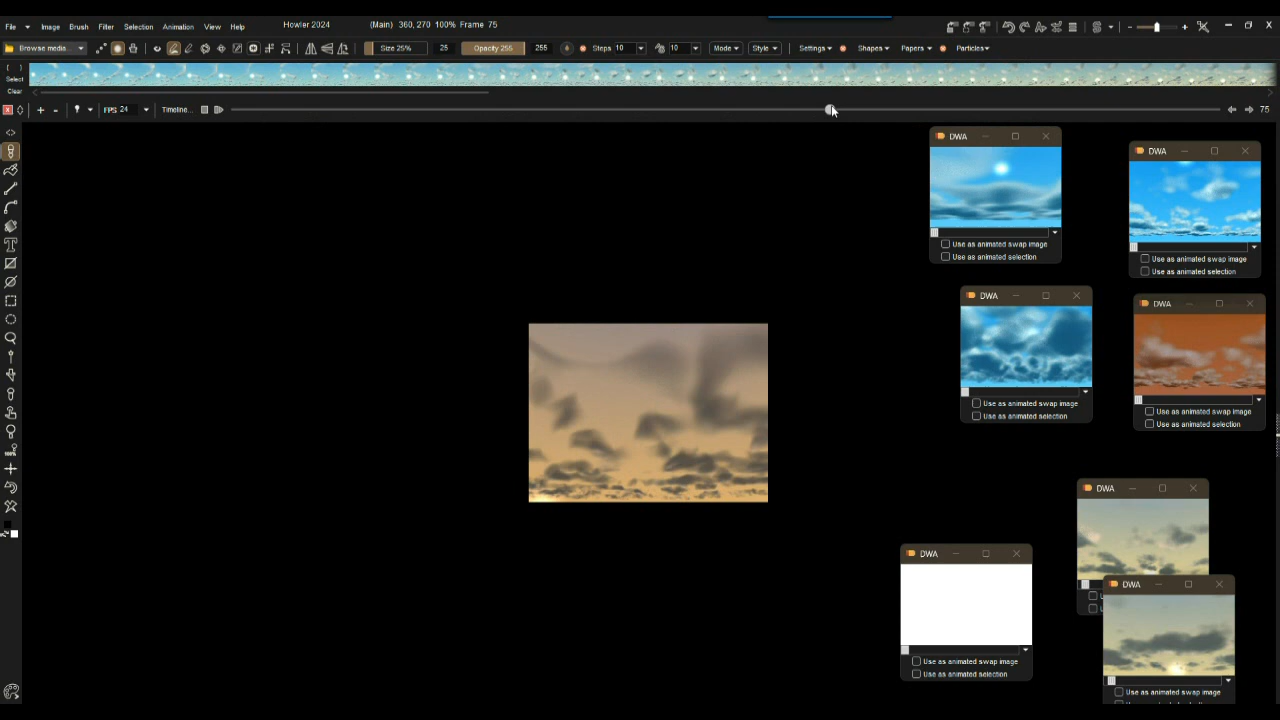 File Image Brush Filter Selection Animation View Help Howler 2024 (Main) 360, 270 100% Frame 75
Browse media... Size 25% 25 Opacity 255 255 Steps 10 10 Mode Style Settings Shapes Papers Particles
Select
Clear
FPS 24 Timeline... 75
DWA
Use as animated swap image
Use as animated selection
DWA
Use as animated swap image
Use as animated selection
DWA
Use as animated swap image
Use as animated selection
DWA
Use as animated swap image
Use as animated selection
DWA
DWA
Use as animated swap image
Use as animated selection
DWA
Use as animated swap image